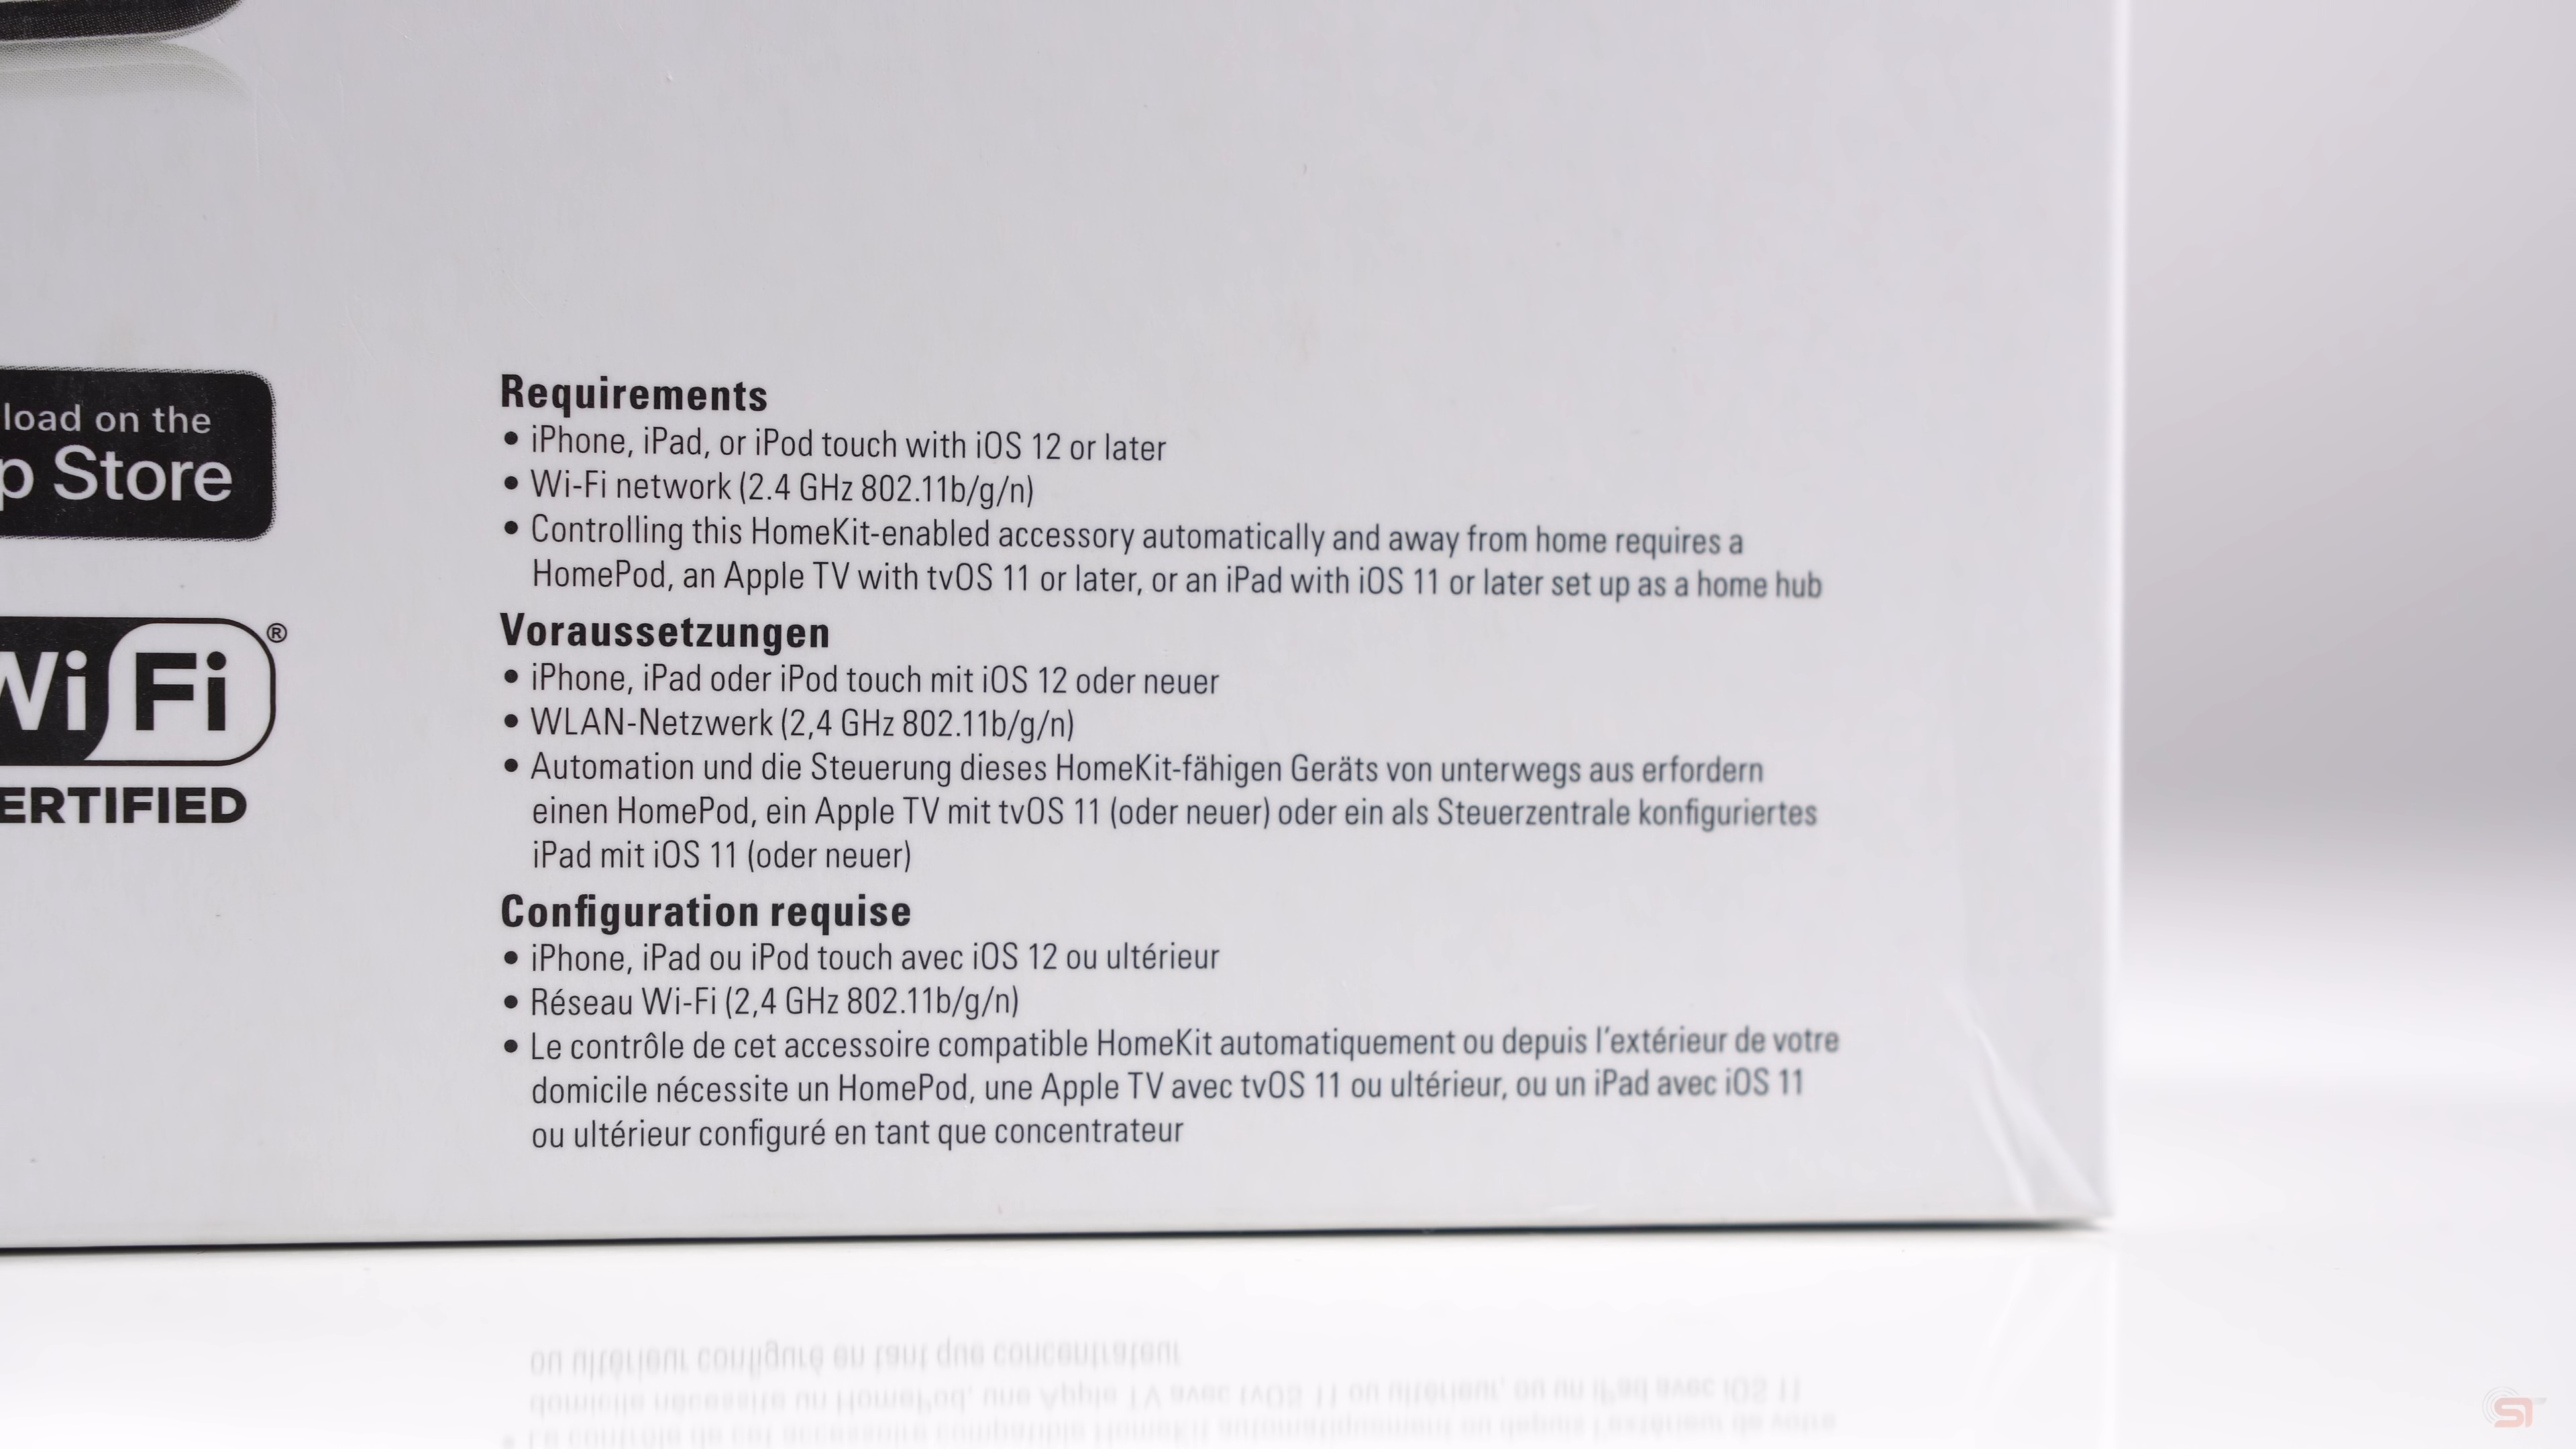 load on the
p Store
WiFi®
ERTIFIED
Requirements
• iPhone, iPad, or iPod touch with iOS 12 or later
• Wi-Fi network (2.4 GHz 802.11b/g/n)
• Controlling this HomeKit-enabled accessory automatically and away from home requires a
HomePod, an Apple TV with tvOS 11 or later, or an iPad with iOS 11 or later set up as a home hub
Voraussetzungen
• iPhone, iPad oder iPod touch mit iOS 12 oder neuer
• WLAN-Netzwerk (2,4 GHz 802.11b/g/n)
• Automation und die Steuerung dieses HomeKit-fähigen Geräts von unterwegs aus erfordern
einen HomePod, ein Apple TV mit tvOS 11 (oder neuer) oder ein als Steuerzentrale konfiguriertes
iPad mit iOS 11 (oder neuer)
Configuration requise
• iPhone, iPad ou iPod touch avec iOS 12 ou ultérieur
• Réseau Wi-Fi (2,4 GHz 802.11b/g/n)
• Le contrôle de cet accessoire compatible HomeKit automatiquement ou depuis l'extérieur de votre
domicile nécessite un HomePod, une Apple TV avec tvOS 11 ou ultérieur, ou un iPad avec iOS 11
ou ultérieur configuré en tant que concentrateur
ST